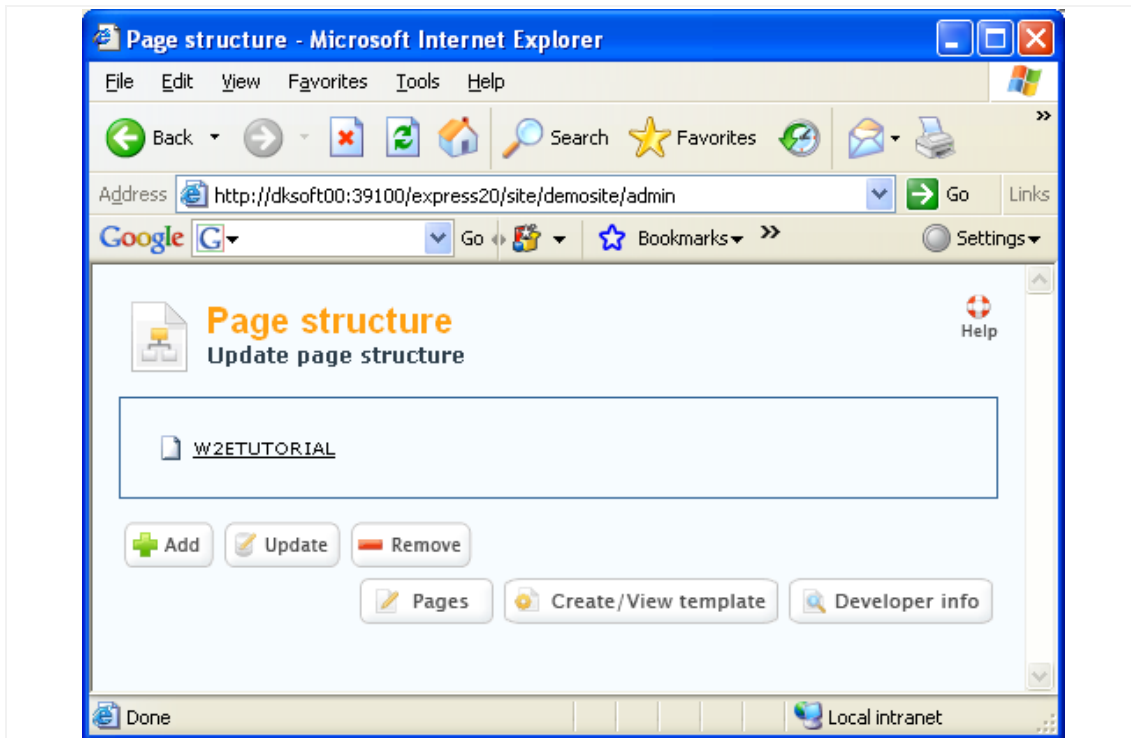 Page structure - Microsoft Internet Explorer
File Edit View Favorites Tools Help
Back Search Favorites »
Address http://dksoft00:39100/express20/site/demosite/admin Go Links
Google G Go Bookmarks » Settings
Page structure
Help
Update page structure
W2ETUTORIAL
Add Update Remove
Pages Create/View template Developer info
Done Local intranet